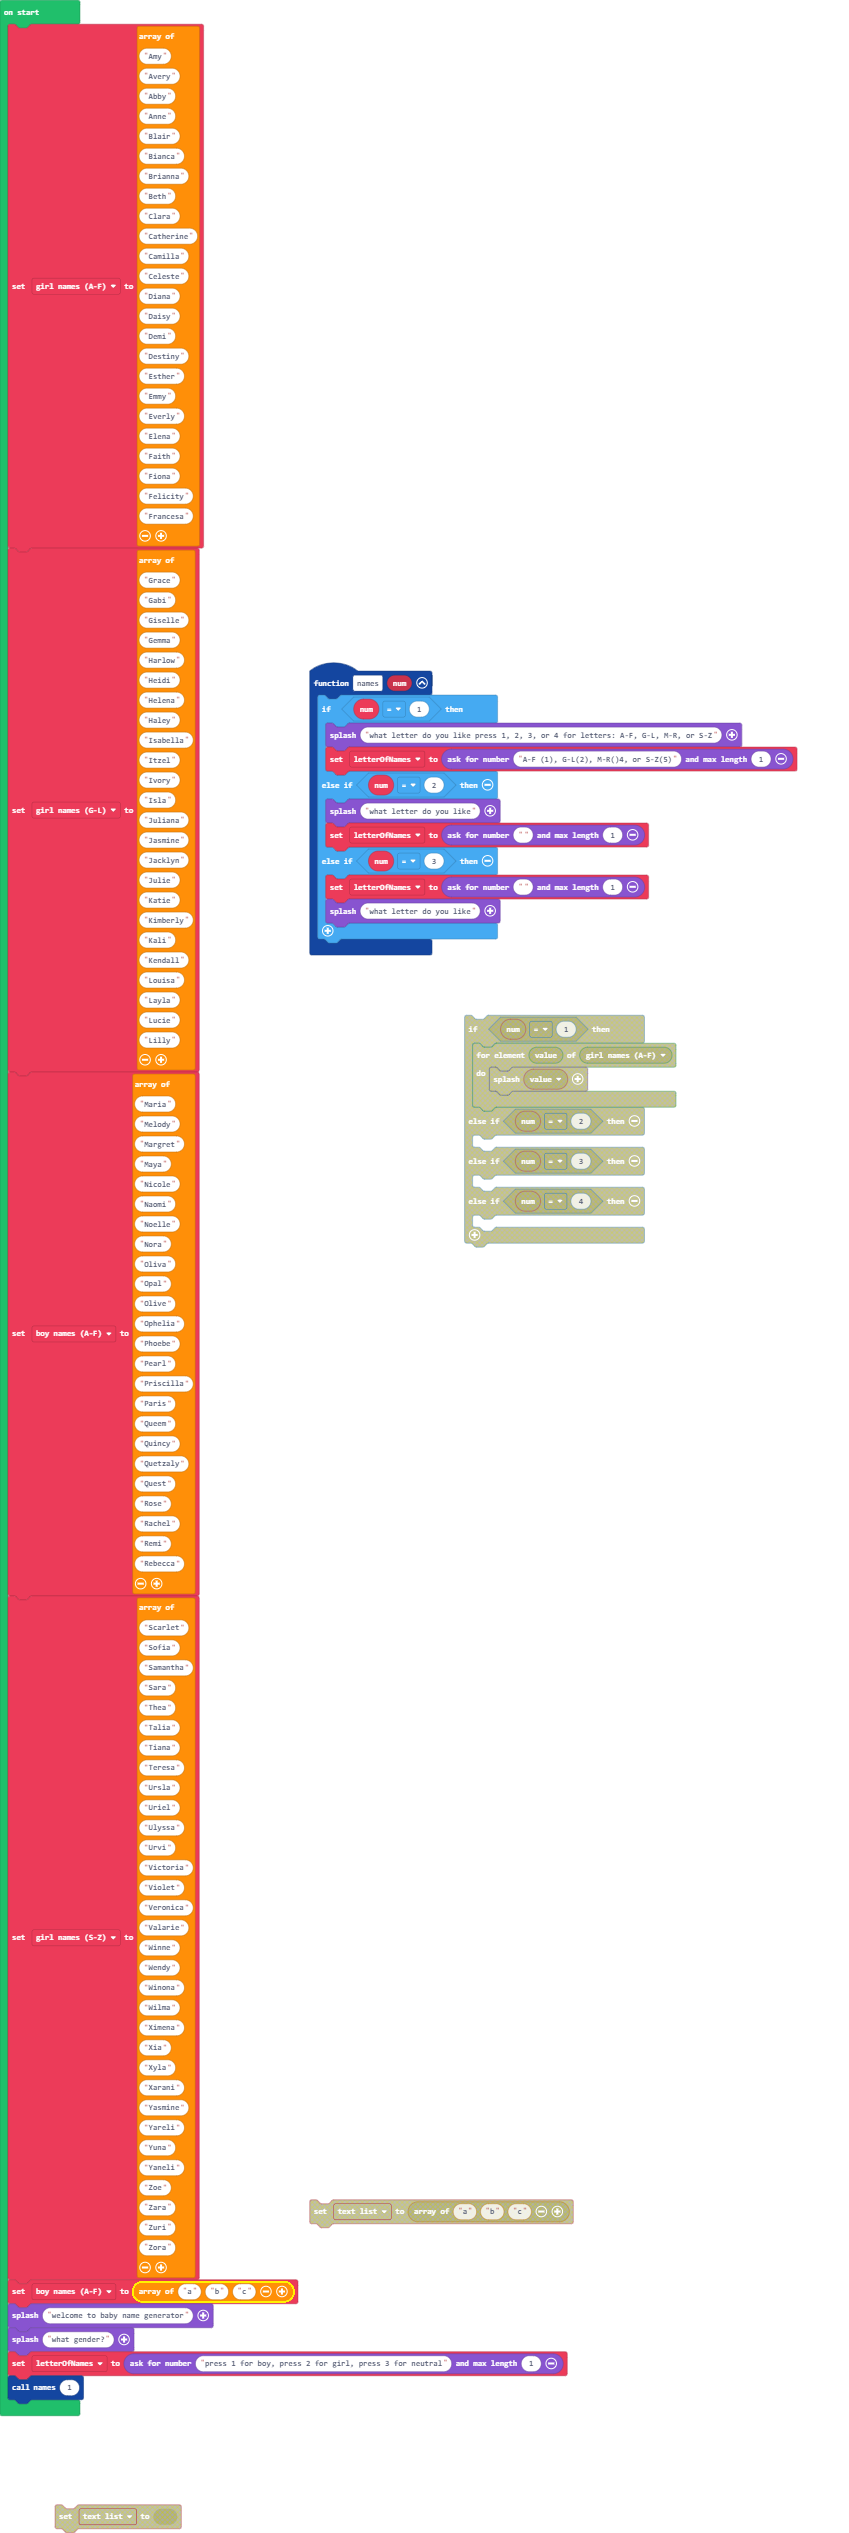 on start
set girl names (A-F) to array of
"Amy"
"Avery"
"Abby"
"Anne"
"Blair"
"Bianca"
"Brianna"
"Beth"
"Clara"
"Catherine"
"Camilla"
"Celeste"
"Diana"
"Daisy"
"Demi"
"Destiny"
"Esther"
"Emmy"
"Everly"
"Elena"
"Faith"
"Fiona"
"Felicity"
"Francesa"
set girl names (G-L) to array of
"Grace"
"Gabi"
"Giselle"
"Gemma"
"Harlow"
"Heidi"
"Helena"
"Haley"
"Isabella"
"Itzel"
"Ivory"
"Isla"
"Juliana"
"Jasmine"
"Jacklyn"
"Julie"
"Katie"
"Kimberly"
"Kali"
"Kendall"
"Louisa"
"Layla"
"Lucie"
"Lilly"
set boy names (A-F) to array of
"Maria"
"Melody"
"Margret"
"Maya"
"Nicole"
"Naomi"
"Noelle"
"Nora"
"Oliva"
"Opal"
"Olive"
"Ophelia"
"Phoebe"
"Pearl"
"Priscilla"
"Paris"
"Queem"
"Quincy"
"Quetzaly"
"Quest"
"Rose"
"Rachel"
"Remi"
"Rebecca"
set girl names (S-Z) to array of
"Scarlet"
"Sofia"
"Samantha"
"Sara"
"Thea"
"Talia"
"Tiana"
"Teresa"
"Ursla"
"Uriel"
"Ulyssa"
"Urvi"
"Victoria"
"Violet"
"Veronica"
"Valarie"
"Winne"
"Wendy"
"Winona"
"Wilma"
"Ximena"
"Xia"
"Xyla"
"Xarani"
"Yasmine"
"Yareli"
"Yuna"
"Yaneli"
"Zoe"
"Zara"
"Zuri"
"Zora"
set boy names (A-F) to array of "a" "b" "c"
splash "welcome to baby name generator"
splash "what gender?"
set letterOfNames to ask for number "press 1 for boy, press 2 for girl, press 3 for neutral" and max length 1
call names 1
function names num
if num = 1 then
splash "what letter do you like press 1, 2, 3, or 4 for letters: A-F, G-L, M-R, or S-Z"
set letterOfNames to ask for number "A-F (1), G-L(2), M-R()4, or S-Z(5)" and max length 1
else if num = 2 then
splash "what letter do you like"
set letterOfNames to ask for number "" and max length 1
else if num = 3 then
set letterOfNames to ask for number "" and max length 1
splash "what letter do you like"
if num = 1 then
for element value of girl names (A-F)
do splash value
else if num = 2 then
else if num = 3 then
else if num = 4 then
set text list to array of "a" "b" "c"
set text list to